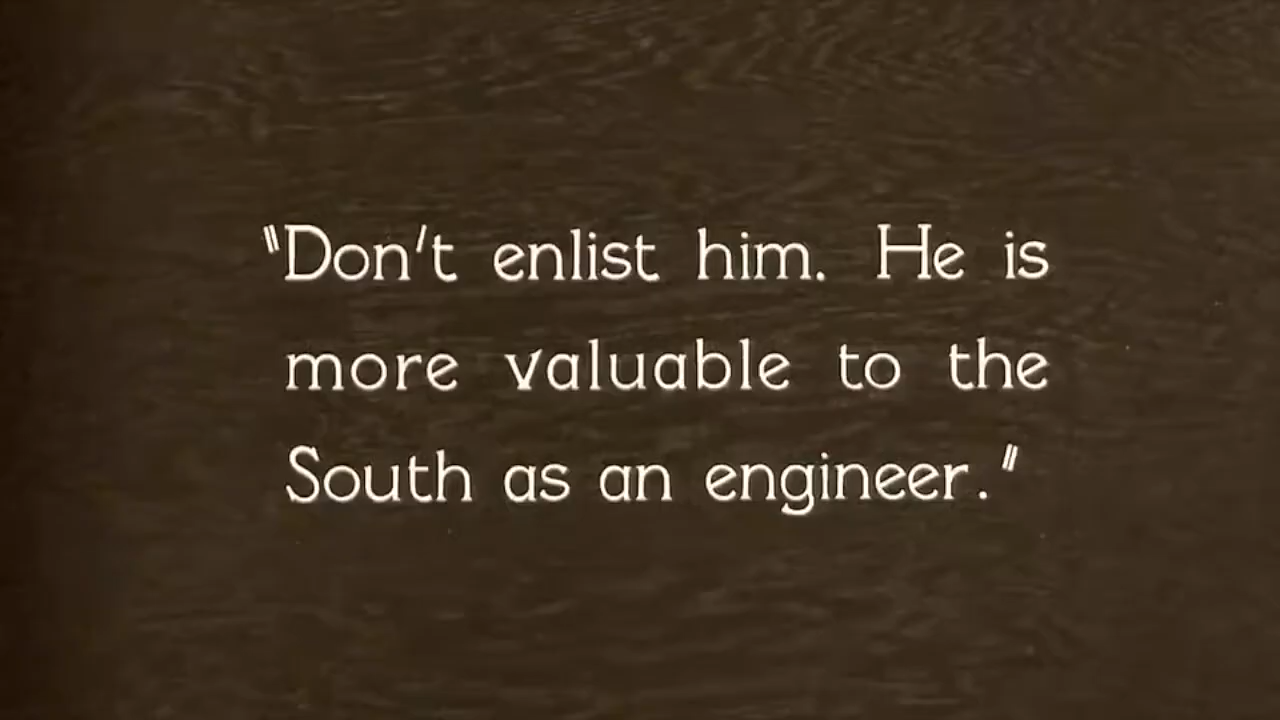 "Don't enlist him. He is
more valuable to the
South as an engineer."